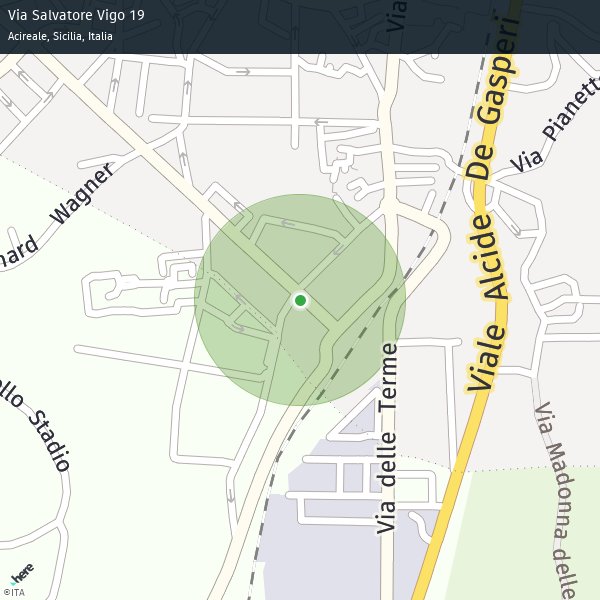 Via Salvatore Vigo 19
Acireale, Sicilia, Italia
Via
Viale Alcide De Gasperi
Via Pianett
hard Wagner
ollo Stadio
Via delle Terme
Via Madonna delle
here
©ITA